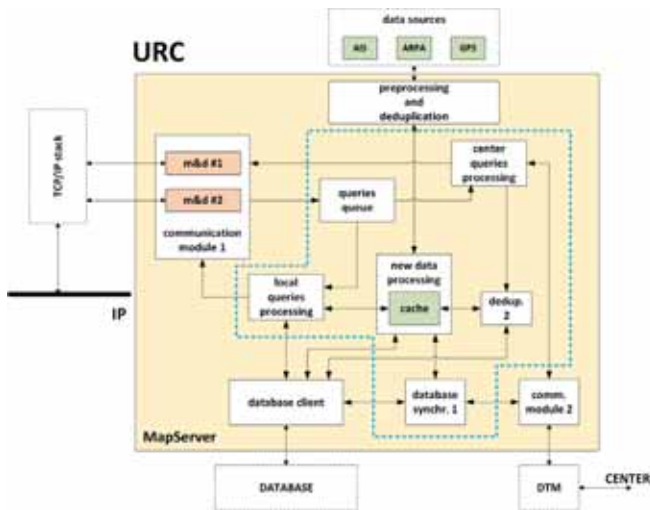 data sources
AIS
ARPA
GPS
URC
preprocessing
and
deduplication
TCP/IP stack
m&d #1
m&d #2
communication
module 1
center
queries
processing
queries
queue
new data
processing
cache
local
queries
processing
dedup.
2
IP
database client
database
synchr. 1
comm.
module 2
MapServer
DATABASE
DTM
CENTER